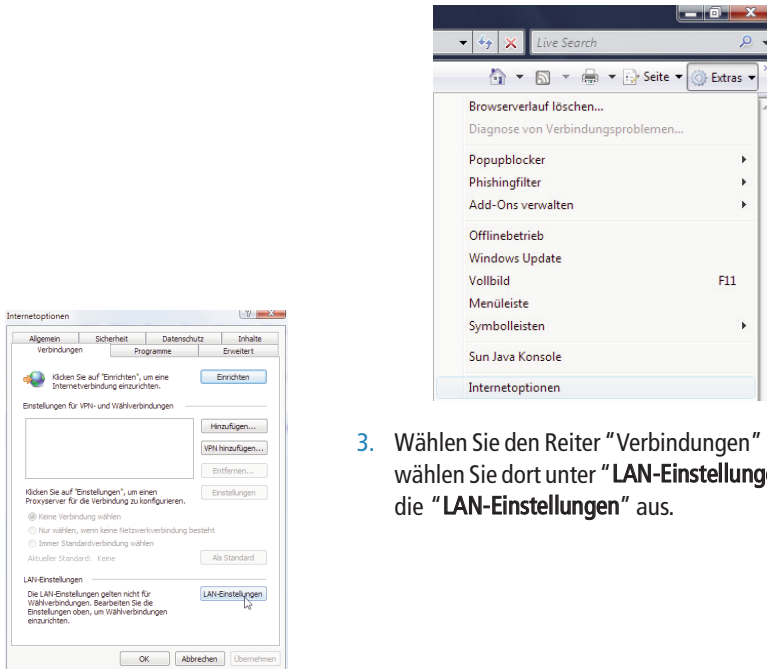 Live Search
Seite
Extras
Browserverlauf löschen...
Diagnose von Verbindungsproblemen...
Popupblocker
Phishingfilter
Add-Ons verwalten
Offlinebetrieb
Windows Update
Vollbild F11
Menüleiste
Symbolleisten
Sun Java Konsole
Internetoptionen
Internetoptionen
Allgemein Sicherheit Datenschutz Inhalte
Verbindungen Programme Erweitert
Klicken Sie auf "Einrichten", um eine
Internetverbindung einzurichten.
Einrichten
Einstellungen für VPN- und Wählverbindungen
Hinzufügen...
VPN hinzufügen...
Entfernen...
Klicken Sie auf "Einstellungen", um einen
Proxyserver für die Verbindung zu konfigurieren.
Einstellungen
Keine Verbindung wählen
Nur wählen, wenn keine Netzwerkverbindung besteht
Immer Standardverbindung wählen
Aktueller Standard: Keine
Als Standard
LAN-Einstellungen
Die LAN-Einstellungen gelten nicht für
Wählverbindungen. Bearbeiten Sie die
Einstellungen oben, um Wählverbindungen
einzurichten.
LAN-Einstellungen
OK Abbrechen Übernehmen
3. Wählen Sie den Reiter "Verbindungen"
wählen Sie dort unter "LAN-Einstellunge
die "LAN-Einstellungen" aus.